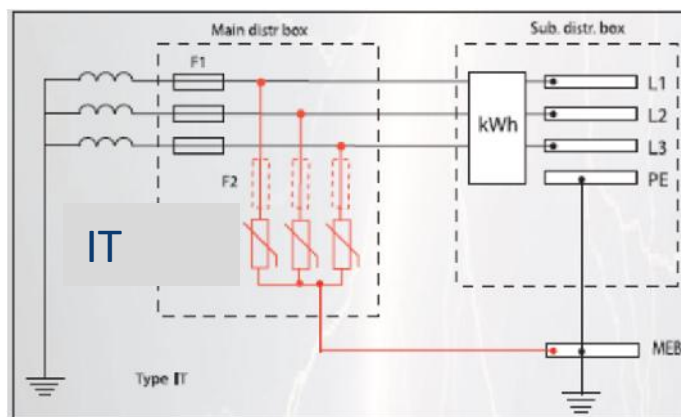 Main distr box
Sub. distr. box
F1
L1
L2
kWh
L3
F2
PE
IT
MEB
Type IT